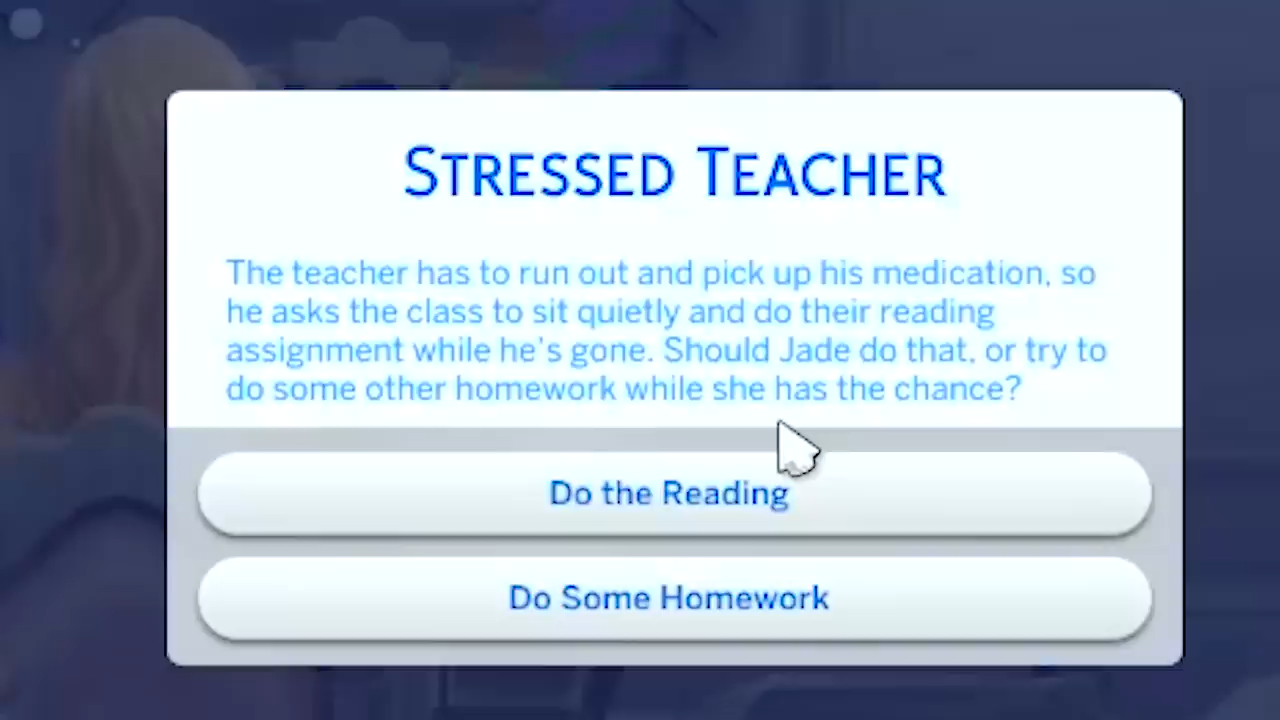 STRESSED TEACHER
The teacher has to run out and pick up his medication, so
he asks the class to sit quietly and do their reading
assignment while he's gone. Should Jade do that, or try to
do some other homework while she has the chance?
Do the Reading
Do Some Homework